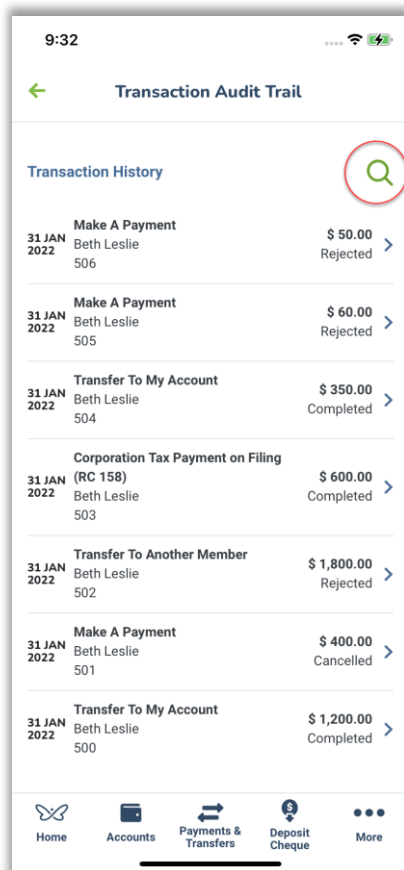 9:32
Transaction Audit Trail
Transaction History
Make A Payment
31 JAN
2022
Beth Leslie
506
$ 50.00
Rejected
Make A Payment
31 JAN
2022
Beth Leslie
505
$ 60.00
Rejected
Transfer To My Account
31 JAN
2022
Beth Leslie
504
$ 350.00
Completed
Corporation Tax Payment on Filing
(RC 158)
31 JAN
2022
Beth Leslie
503
$ 600.00
Completed
Transfer To Another Member
31 JAN
2022
Beth Leslie
502
$ 1,800.00
Rejected
Make A Payment
31 JAN
2022
Beth Leslie
501
$ 400.00
Cancelled
Transfer To My Account
31 JAN
2022
Beth Leslie
500
$ 1,200.00
Completed
Home
Accounts
Payments &
Transfers
Deposit
Cheque
More